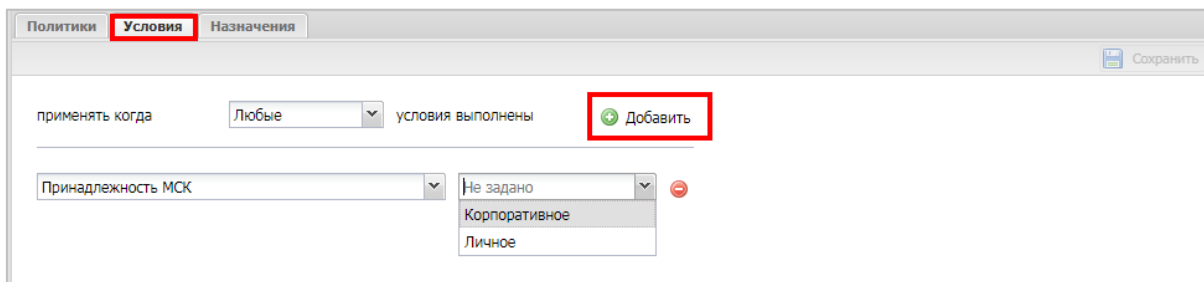 Политики Условия Назначения
Сохранить
применять когда Любые условия выполнены Добавить
Принадлежность МСК Не задано
Корпоративное
Личное